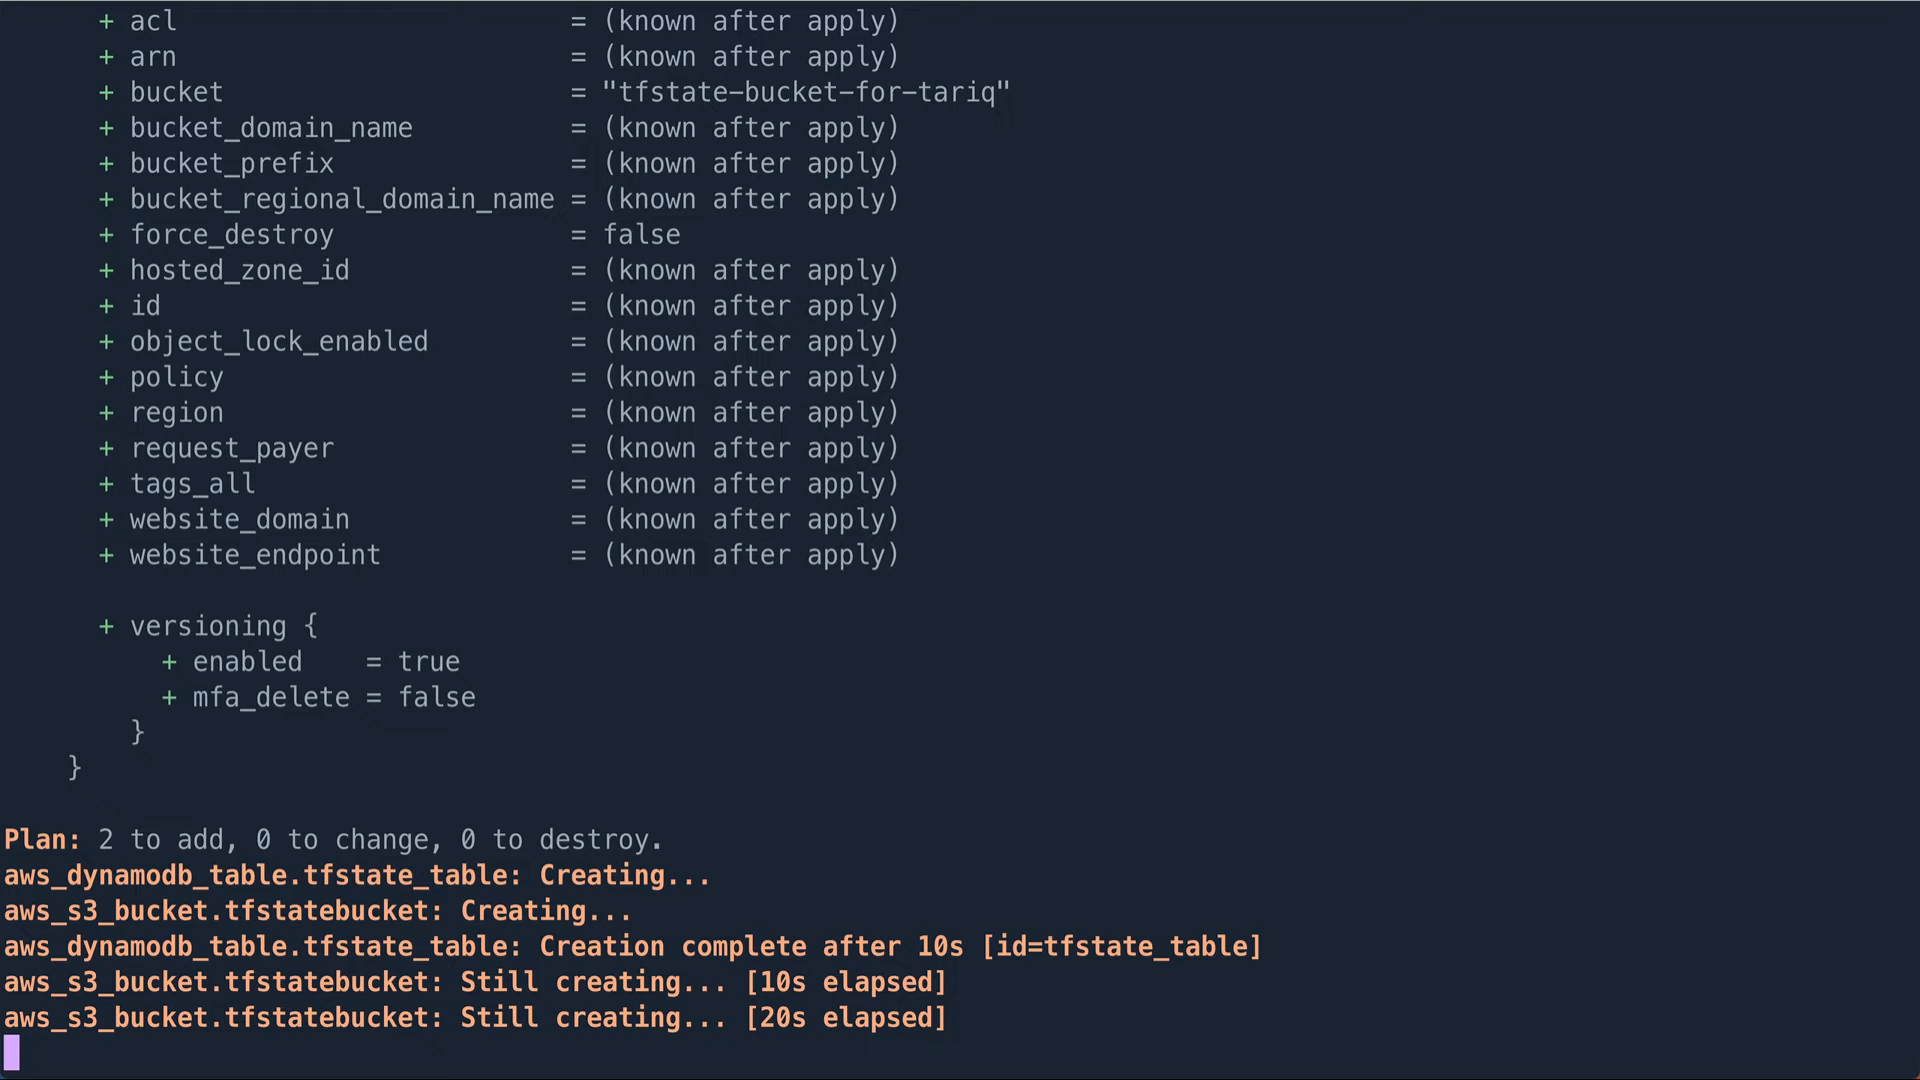 + acl = (known after apply)
+ arn = (known after apply)
+ bucket = "tfstate-bucket-for-tariq"
+ bucket_domain_name = (known after apply)
+ bucket_prefix = (known after apply)
+ bucket_regional_domain_name = (known after apply)
+ force_destroy = false
+ hosted_zone_id = (known after apply)
+ id = (known after apply)
+ object_lock_enabled = (known after apply)
+ policy = (known after apply)
+ region = (known after apply)
+ request_payer = (known after apply)
+ tags_all = (known after apply)
+ website_domain = (known after apply)
+ website_endpoint = (known after apply)
+ versioning {
+ enabled = true
+ mfa_delete = false
}
}
Plan: 2 to add, 0 to change, 0 to destroy.
aws_dynamodb_table.tfstate_table: Creating...
aws_s3_bucket.tfstatebucket: Creating...
aws_dynamodb_table.tfstate_table: Creation complete after 10s [id=tfstate_table]
aws_s3_bucket.tfstatebucket: Still creating... [10s elapsed]
aws_s3_bucket.tfstatebucket: Still creating... [20s elapsed]